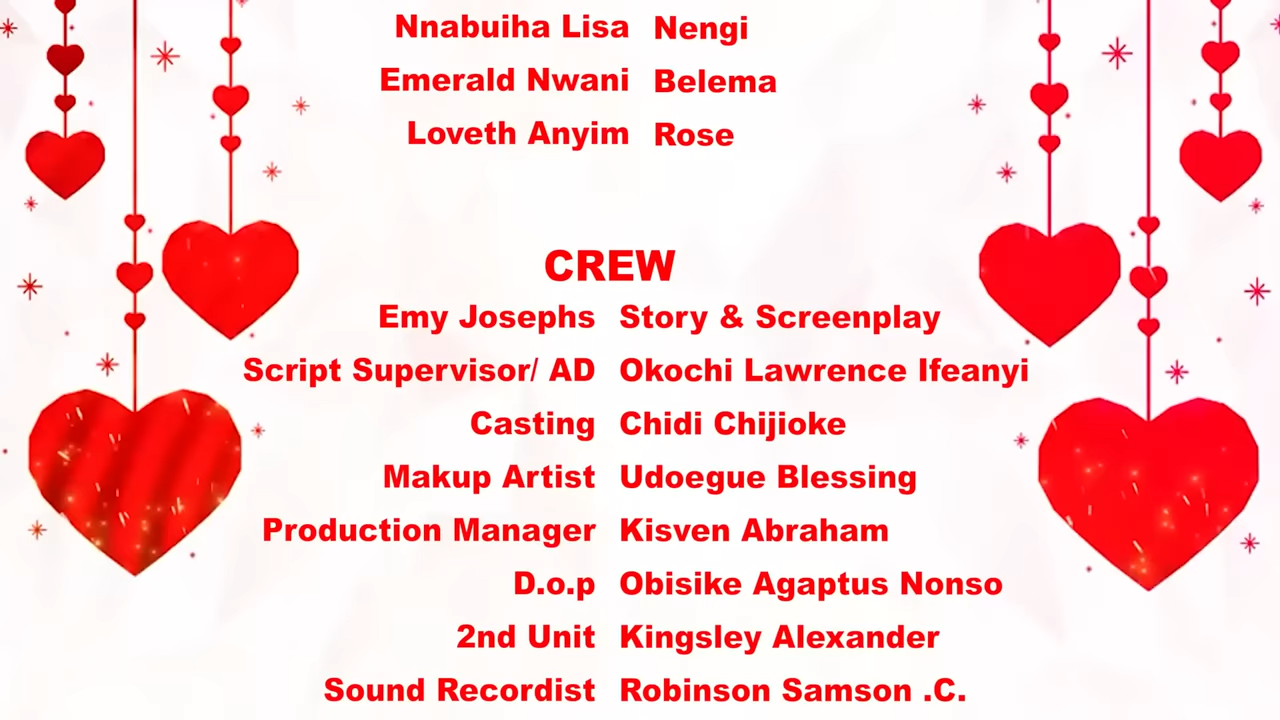 Nnabuiha Lisa Nengi
Emerald Nwani Belema
Loveth Anyim Rose
CREW
Emy Josephs Story & Screenplay
Script Supervisor/ AD Okochi Lawrence Ifeanyi
Casting Chidi Chijioke
Makup Artist Udoegue Blessing
Production Manager Kisven Abraham
D.o.p Obisike Agaptus Nonso
2nd Unit Kingsley Alexander
Sound Recordist Robinson Samson .C.